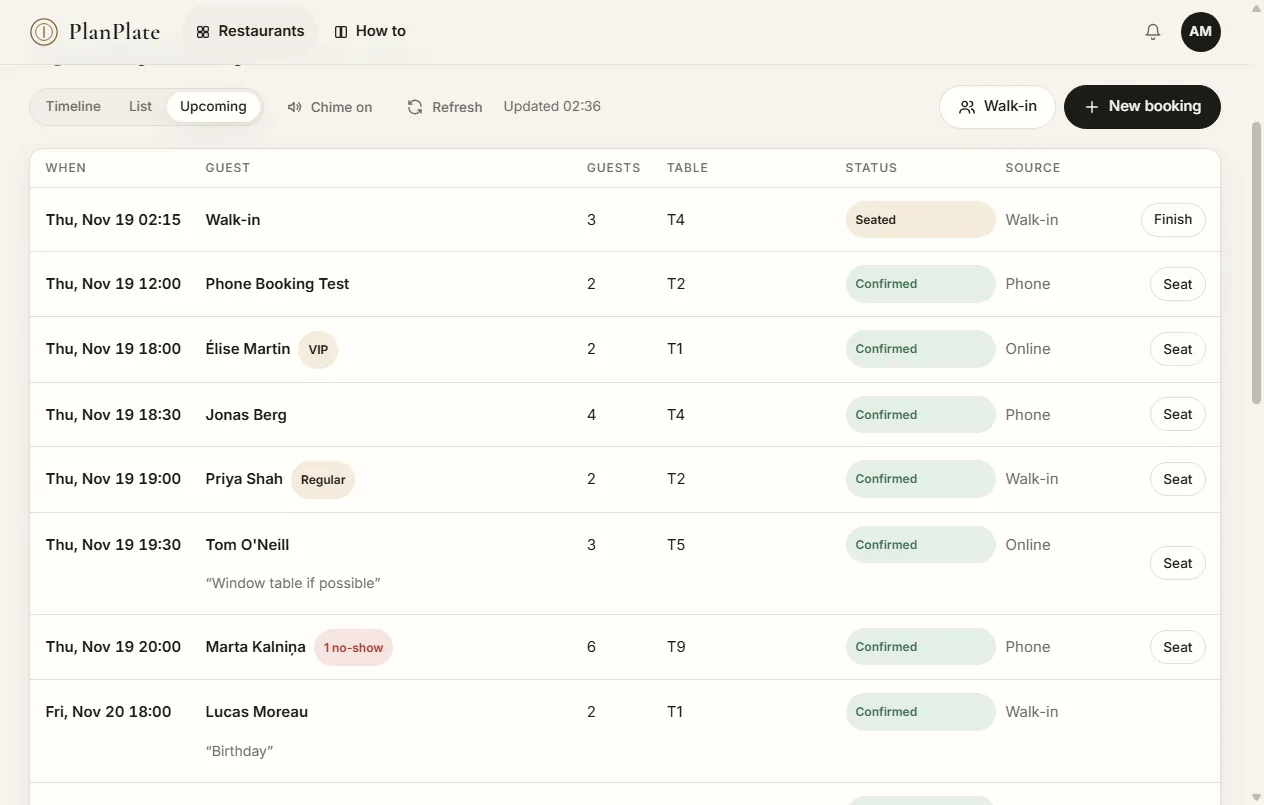 PlanPlate Restaurants How to AM
Timeline List Upcoming Chime on Refresh Updated 02:36 Walk-in New booking
WHEN GUEST GUESTS TABLE STATUS SOURCE
Thu, Nov 19 02:15 Walk-in 3 T4 Seated Walk-in Finish
Thu, Nov 19 12:00 Phone Booking Test 2 T2 Confirmed Phone Seat
Thu, Nov 19 18:00 Élise Martin VIP 2 T1 Confirmed Online Seat
Thu, Nov 19 18:30 Jonas Berg 4 T4 Confirmed Phone Seat
Thu, Nov 19 19:00 Priya Shah Regular 2 T2 Confirmed Walk-in Seat
Thu, Nov 19 19:30 Tom O'Neill 3 T5 Confirmed Online Seat
“Window table if possible”
Thu, Nov 19 20:00 Marta Kalniņa 1 no-show 6 T9 Confirmed Phone Seat
Fri, Nov 20 18:00 Lucas Moreau 2 T1 Confirmed Walk-in
“Birthday”